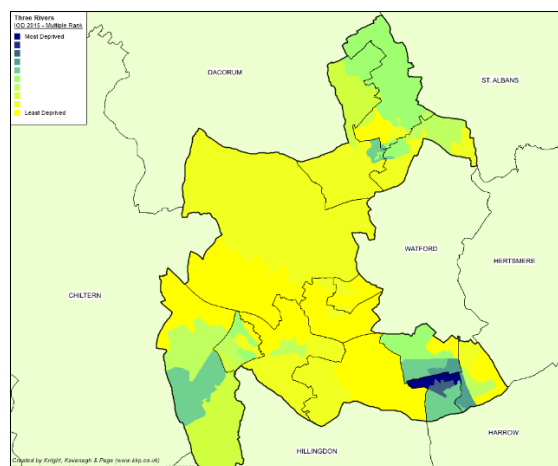 Three Rivers
IOD 2015 - Multiple Rank
Most Deprived
Least Deprived
DACORUM
ST. ALBANS
WATFORD
HERTSMERE
CHILTERN
HARROW
HILLINGDON
Created by Knight, Kavanagh & Page (www.kkp.co.uk)